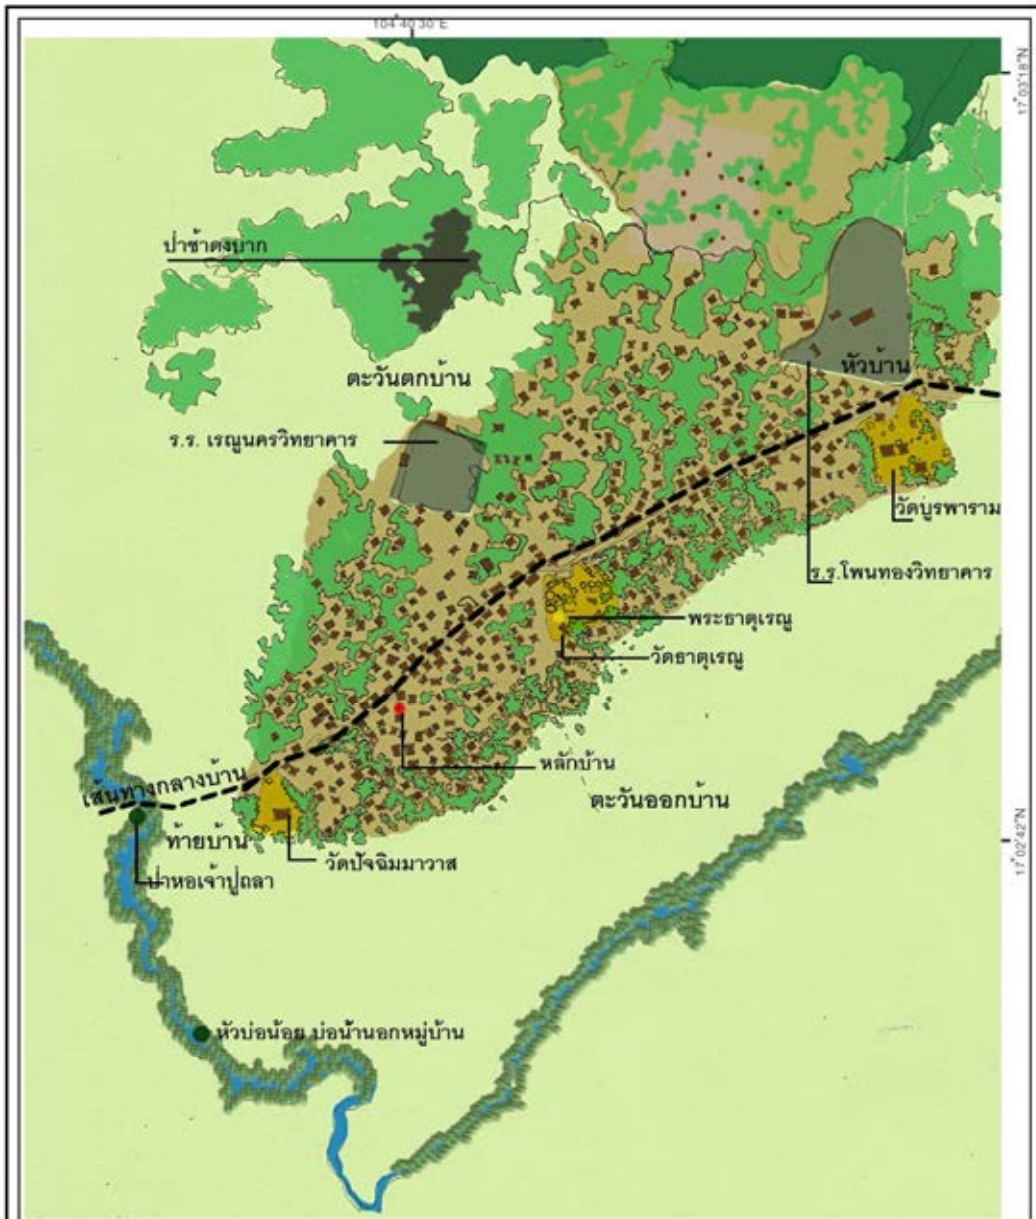 104°40'30"E
17°03'18"N
ป่าช้าดงบาก
ตะวันตกบ้าน
หัวบ้าน
ร.ร. เรณูนครวิทยาคาร
วัดบูรพาราม
ร.ร.โพนทองวิทยาคาร
พระธาตุเรณู
วัดธาตุเรณู
หลักบ้าน
เส้นทางกลางบ้าน
ตะวันออกบ้าน
ท้ายบ้าน
วัดปัจฉิมมาวาส
17°02'42"N
ป่าหอเจ้าปู่ถลา
หัวบ่อน้อย บ่อน้ำนอกหมู่บ้าน